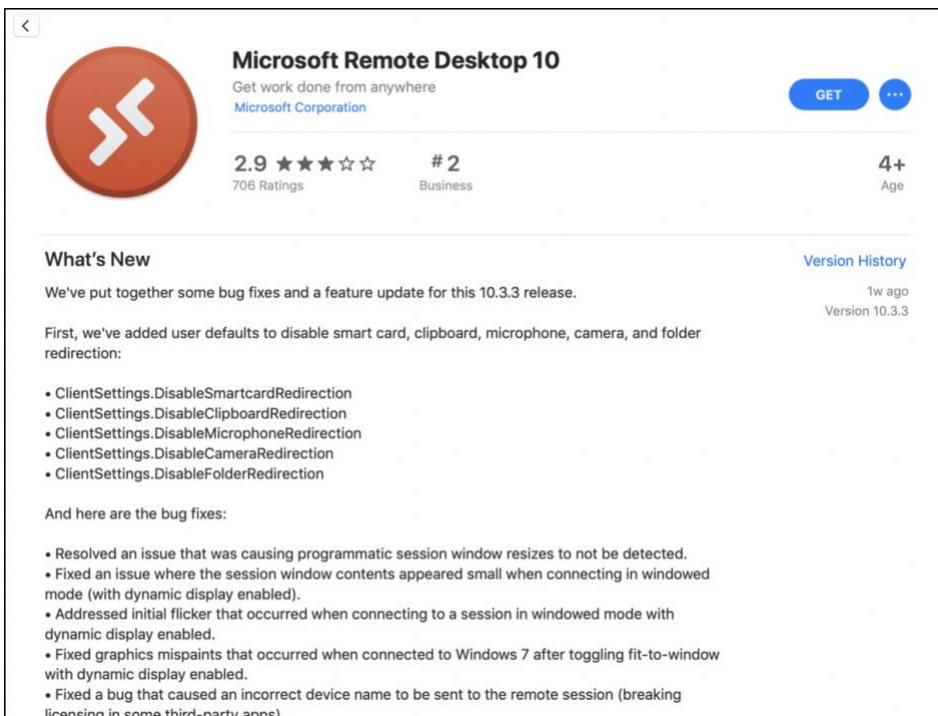 Microsoft Remote Desktop 10
Get work done from anywhere
Microsoft Corporation
GET
2.9 ★★★☆☆
706 Ratings
#2
Business
4+
Age
What's New
Version History
We've put together some bug fixes and a feature update for this 10.3.3 release.
1w ago
Version 10.3.3
First, we've added user defaults to disable smart card, clipboard, microphone, camera, and folder
redirection:
• ClientSettings.DisableSmartcardRedirection
• ClientSettings.DisableClipboardRedirection
• ClientSettings.DisableMicrophoneRedirection
• ClientSettings.DisableCameraRedirection
• ClientSettings.DisableFolderRedirection
And here are the bug fixes:
• Resolved an issue that was causing programmatic session window resizes to not be detected.
• Fixed an issue where the session window contents appeared small when connecting in windowed
mode (with dynamic display enabled).
• Addressed initial flicker that occurred when connecting to a session in windowed mode with
dynamic display enabled.
• Fixed graphics mispaints that occurred when connected to Windows 7 after toggling fit-to-window
with dynamic display enabled.
• Fixed a bug that caused an incorrect device name to be sent to the remote session (breaking
licensing in some third-party apps)